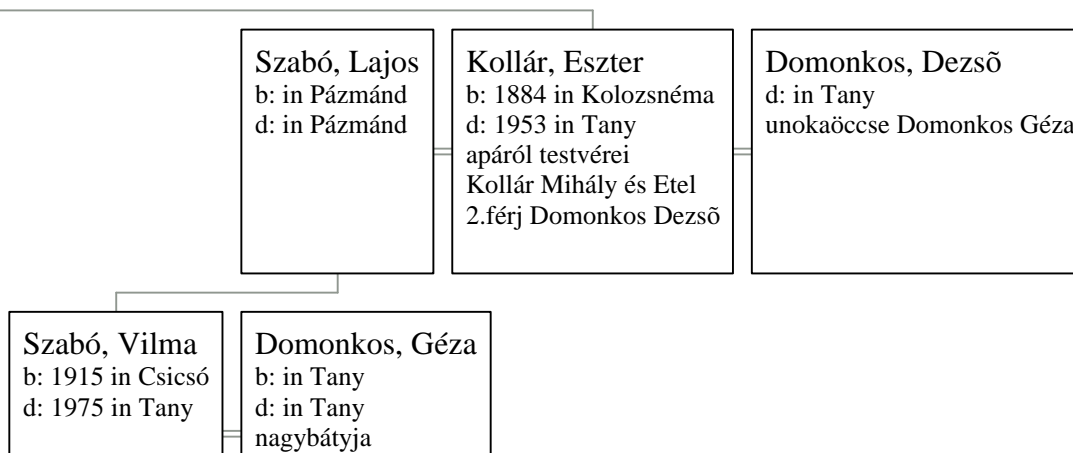 Szabó, Lajos
b: in Pázmánd
d: in Pázmánd
Kollár, Eszter
b: 1884 in Kolozsnéma
d: 1953 in Tany
apáról testvérei
Kollár Mihály és Etel
2.férj Domonkos Dezsõ
Domonkos, Dezsõ
d: in Tany
unokaöccse Domonkos Géza
Szabó, Vilma
b: 1915 in Csicsó
d: 1975 in Tany
Domonkos, Géza
b: in Tany
d: in Tany
nagybátyja